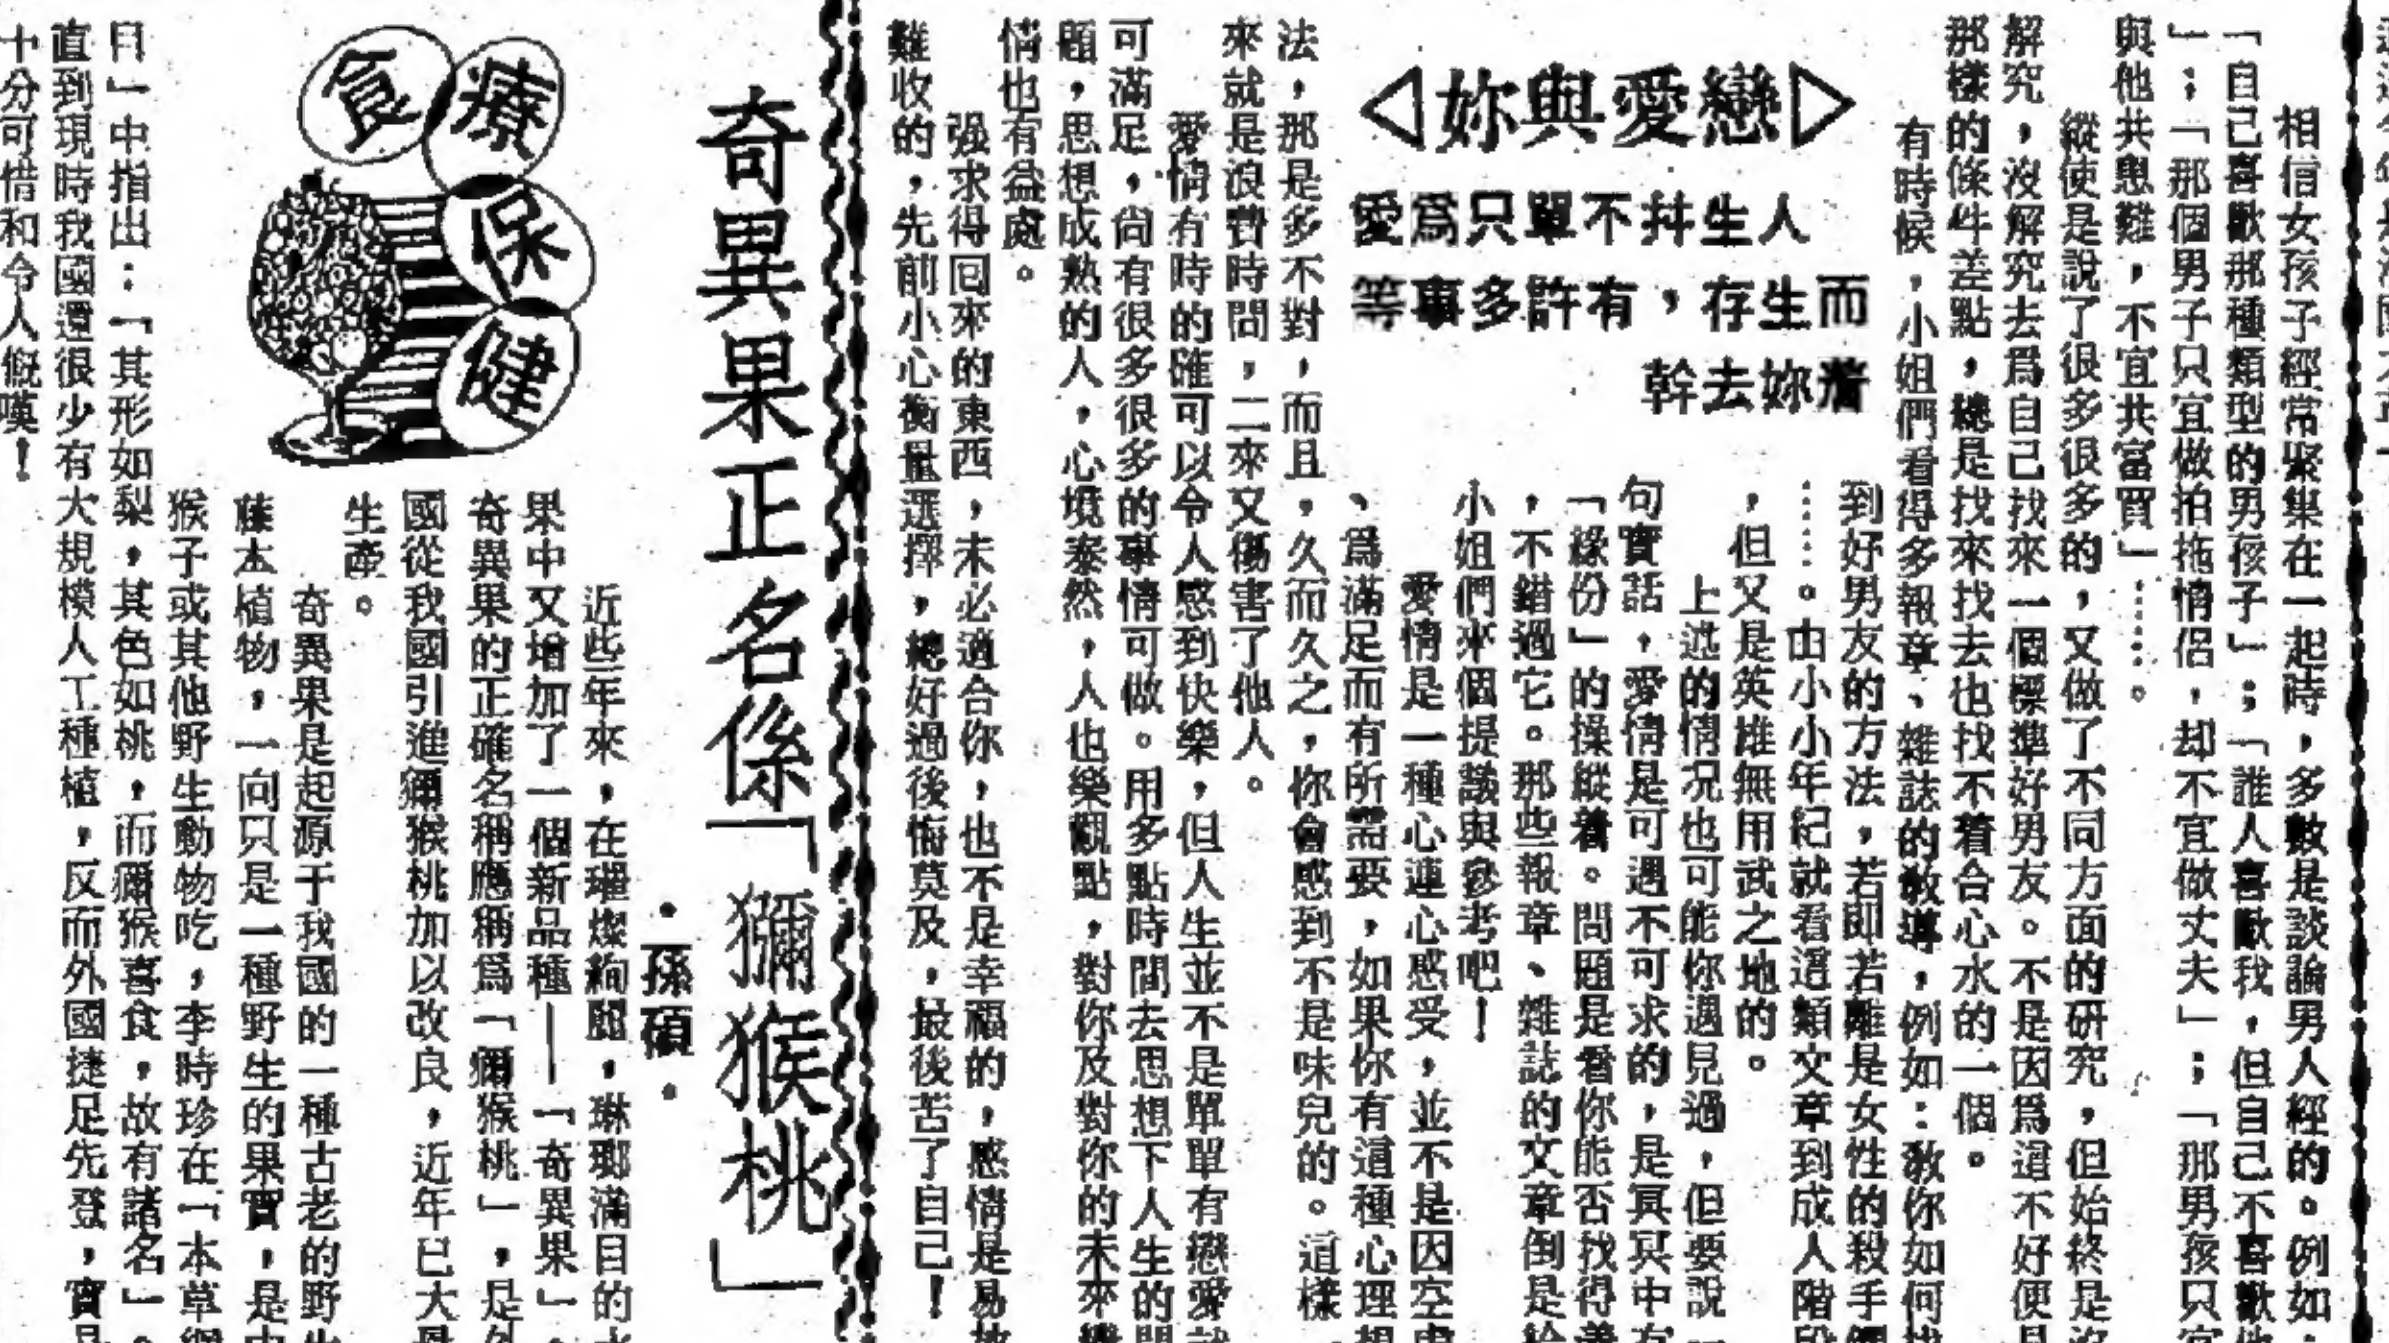 相信女孩子經常聚集在一起時，多數是談論男人經的。例如
「自己喜歡那種類型的男孩子」；「誰人喜歡我，但自己不喜歡
」；「那個男子只宜做拍拖情侶，却不宜做丈夫」；「那男孩只宜
與他共患難，不宜共富貴」……。
縱使是說了很多很多的，又做了不同方面的研究，但始終是沒
解究，沒解究去爲自己找來一個標準好男友。不是因爲這不好便是
那樣的條件差點，總是找來找去也找不着合心水的一個。
有時候，小姐們看得多報章、雜誌的教導，例如：教你如何找
到好男友的方法，若即若離是女性的殺手鐧
……。由小小年紀就看這類文章到成人階段
，但又是英雄無用武之地的。
◁妳與愛戀▷
愛爲只單不幷生人
等事多許有，存生而
幹去妳着
上述的情况也可能你遇見過，但要說
句實話，愛情是可遇不可求的，是冥冥中有
「緣份」的操縱着。問題是看你能否找得着
，不錯過它。那些報章、雜誌的文章倒是給
小姐們來個提議與參考吧！
愛情是一種心連心感受，並不是因空虛
、爲滿足而有所需要，如果你有這種心理想
法，那是多不對，而且，久而久之，你會感到不是味兒的。這樣
來就是浪費時間，二來又傷害了他人。
愛情有時的確可以令人感到快樂，但人生並不是單單有戀愛就
可滿足，尚有很多很多的事情可做。用多點時間去思想下人生的問
題，思想成熟的人，心境泰然，人也樂觀點，對你及對你的未來
情也有益處。
强求得回來的東西，未必適合你，也不是幸福的，感情是易放
難收的，先前小心衡量選擇，總好過後悔莫及，最後苦了自己！
奇異果正名係「獼猴桃」
·孫碩·
食療保健
近些年來，在璀燦絢麗，琳瑯滿目的水
果中又增加了一個新品種——「奇異果」。
奇異果的正確名稱應稱爲「獼猴桃」，是外
國從我國引進獼猴桃加以改良，近年已大量
生產。
奇異果是起源于我國的一種古老的野生
藤本植物，一向只是一種野生的果實，是由
猴子或其他野生動物吃，李時珍在「本草綱
目」中指出：「其形如梨，其色如桃，而獼猴喜食，故有諸名」。
直到現時我國還很少有大規模人工種植，反而外國捷足先登，實是
十分可惜和令人慨嘆！